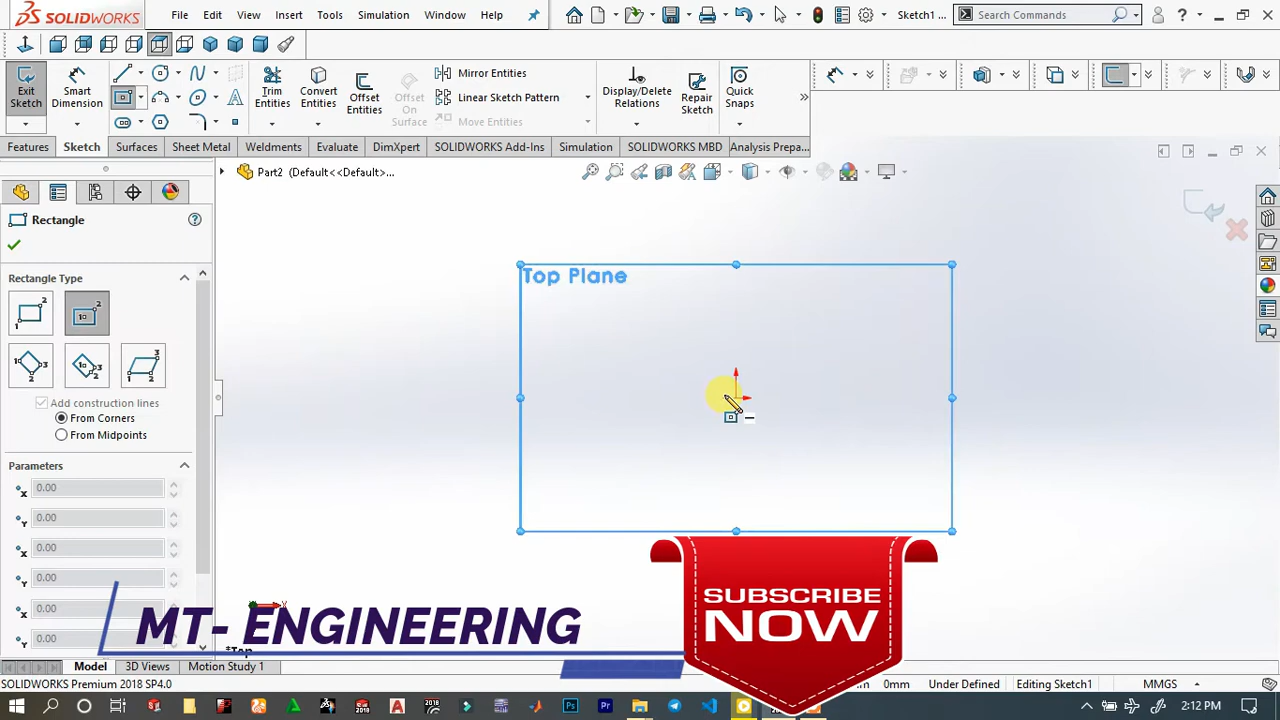 SOLIDWORKS File Edit View Insert Tools Simulation Window Help Sketch1 ... Search Commands ?
Exit Sketch
Smart Dimension
Trim Entities
Convert Entities
Offset Entities
Offset On Surface
Mirror Entities
Linear Sketch Pattern
Move Entities
Display/Delete Relations
Repair Sketch
Quick Snaps
Features Sketch Surfaces Sheet Metal Weldments Evaluate DimXpert SOLIDWORKS Add-Ins Simulation SOLIDWORKS MBD Analysis Prepa...
Part2 (Default<<Default>...
Rectangle
Rectangle Type
Add construction lines
From Corners
From Midpoints
Parameters
0.00
0.00
0.00
0.00
0.00
0.00
Top Plane
MT- ENGINEERING
SUBSCRIBE
NOW
*Top
Model 3D Views Motion Study 1
SOLIDWORKS Premium 2018 SP4.0 0mm Under Defined Editing Sketch1 MMGS
2:12 PM